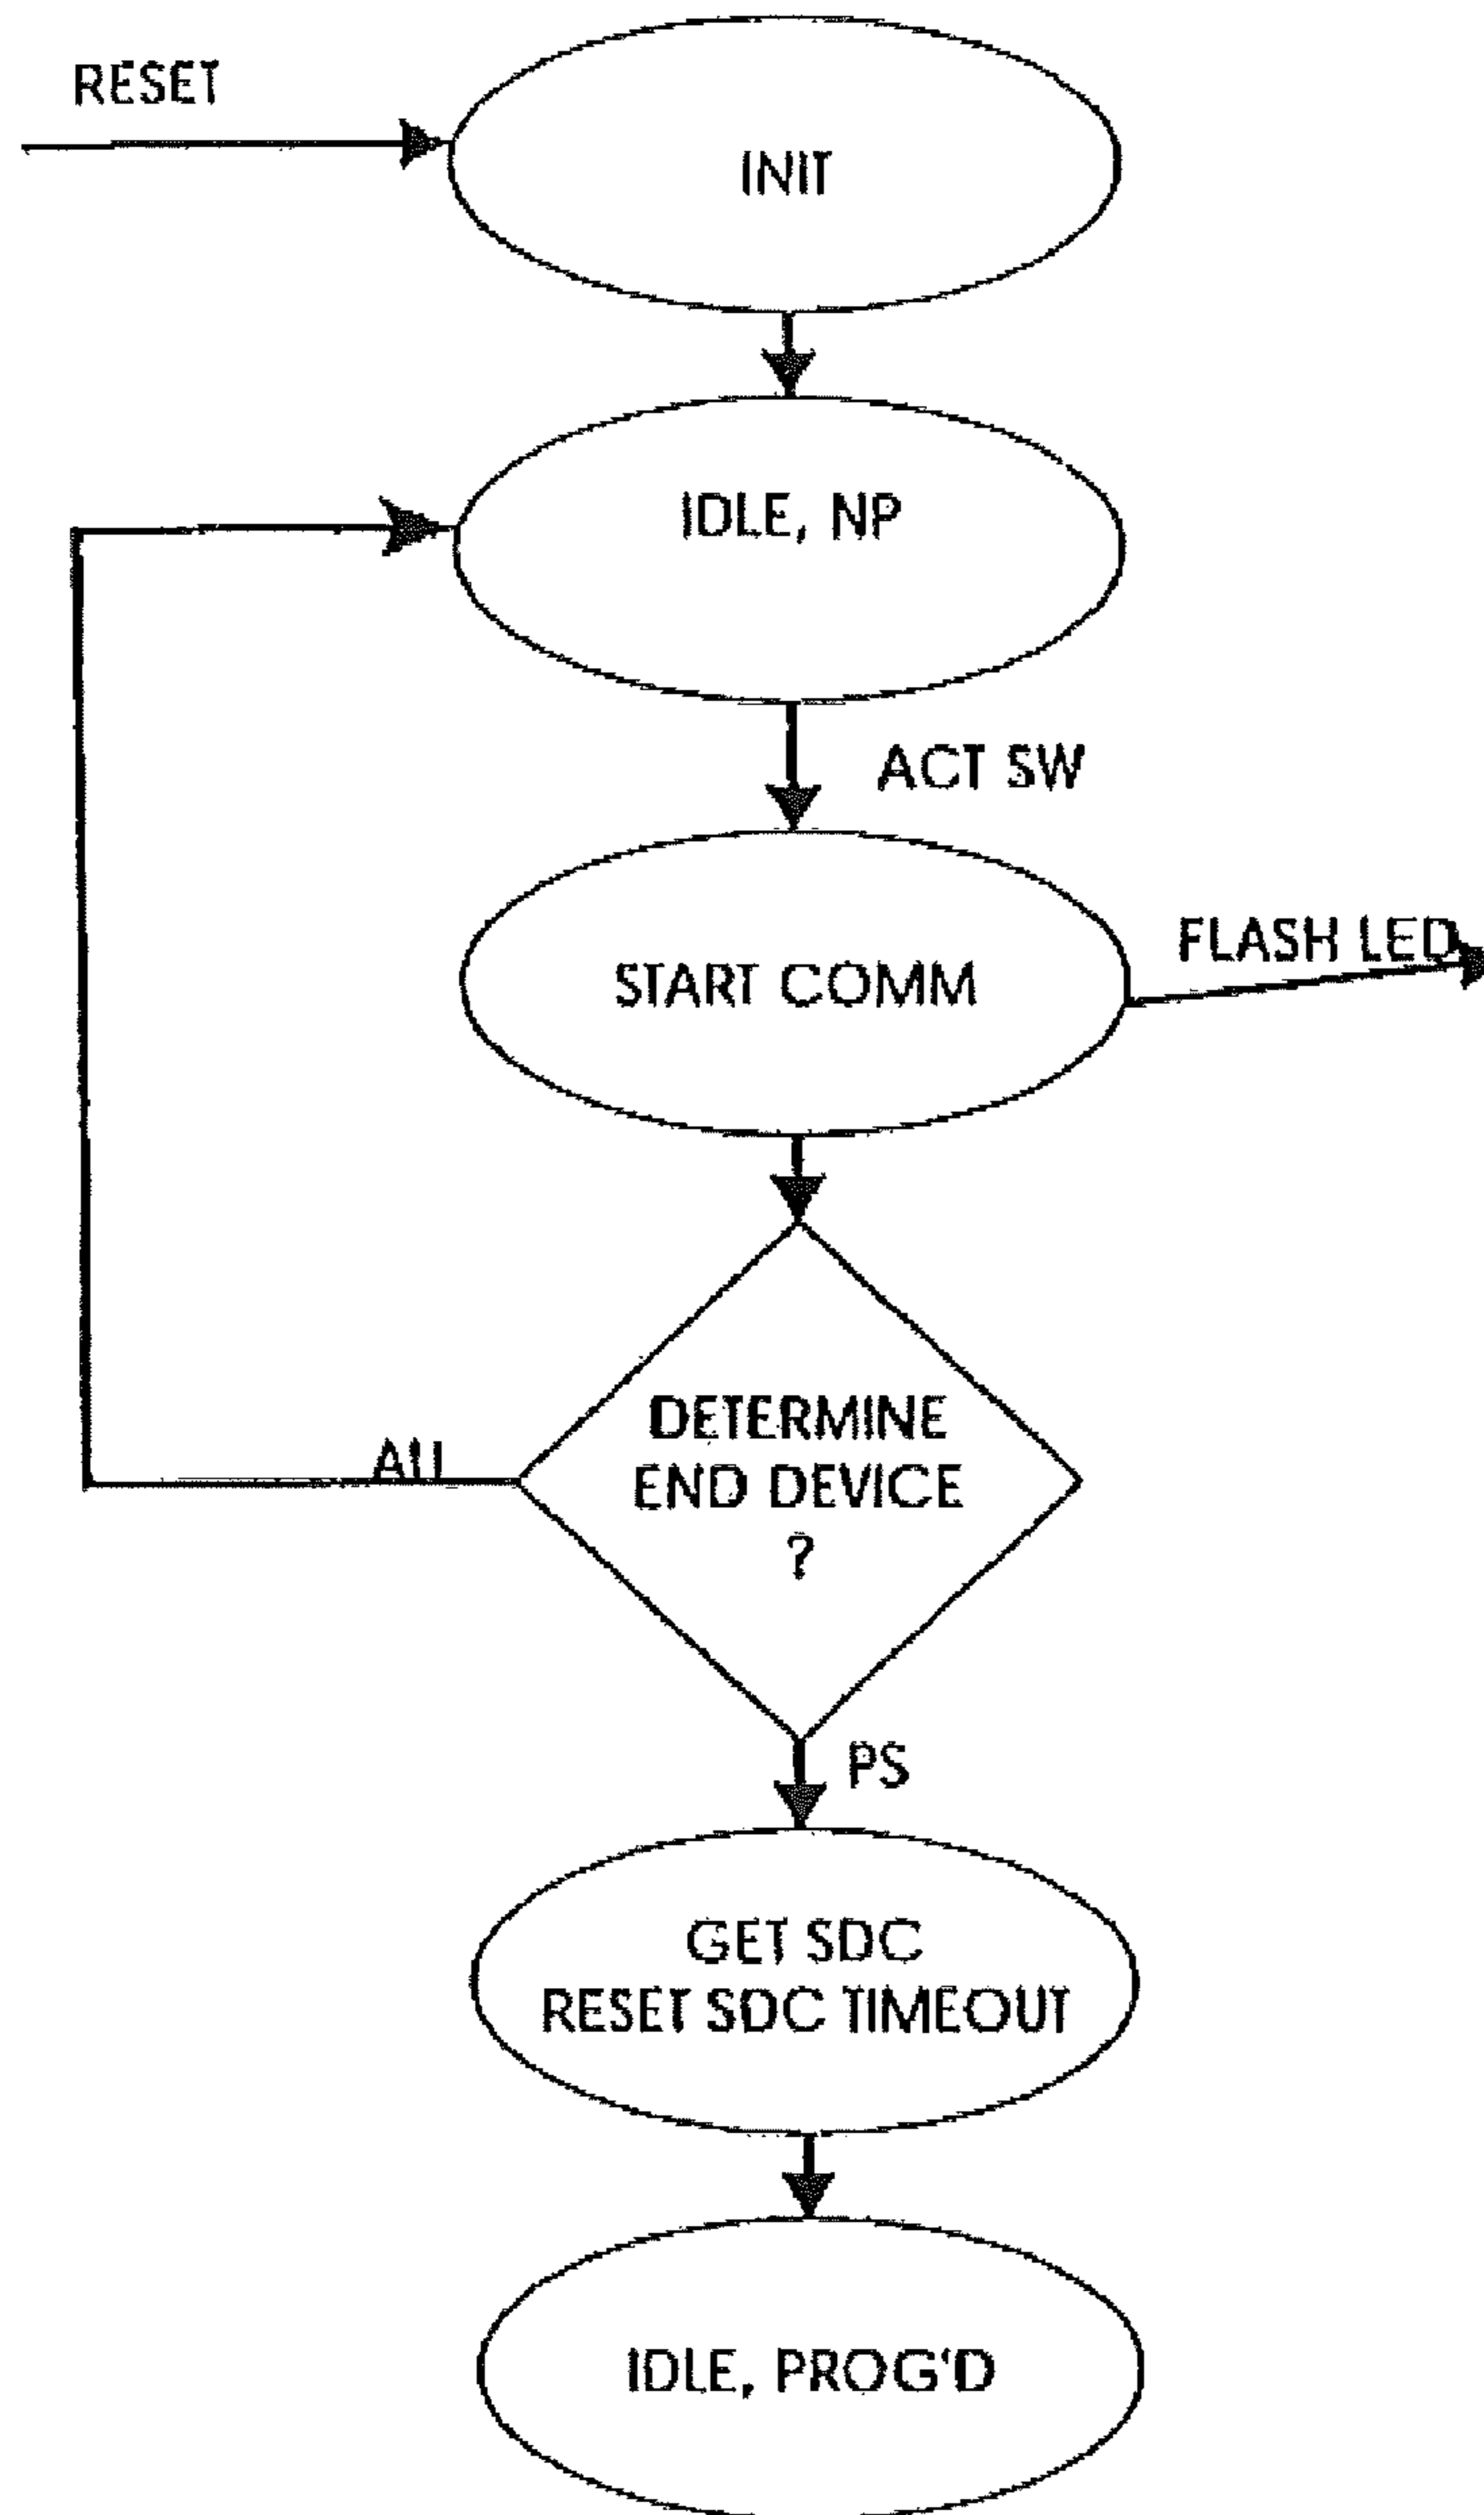 RESET
INIT
IDLE, NP
ACT SW
START COMM
FLASH LED
DETERMINE
END DEVICE
?
PS
GET SDC
RESET SDC TIMEOUT
IDLE, PROG'D